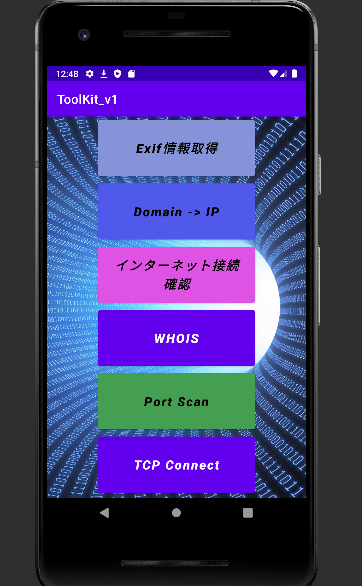 12:48
ToolKit_v1
Exif情報取得
Domain -> IP
インターネット接続
確認
WHOIS
Port Scan
TCP Connect